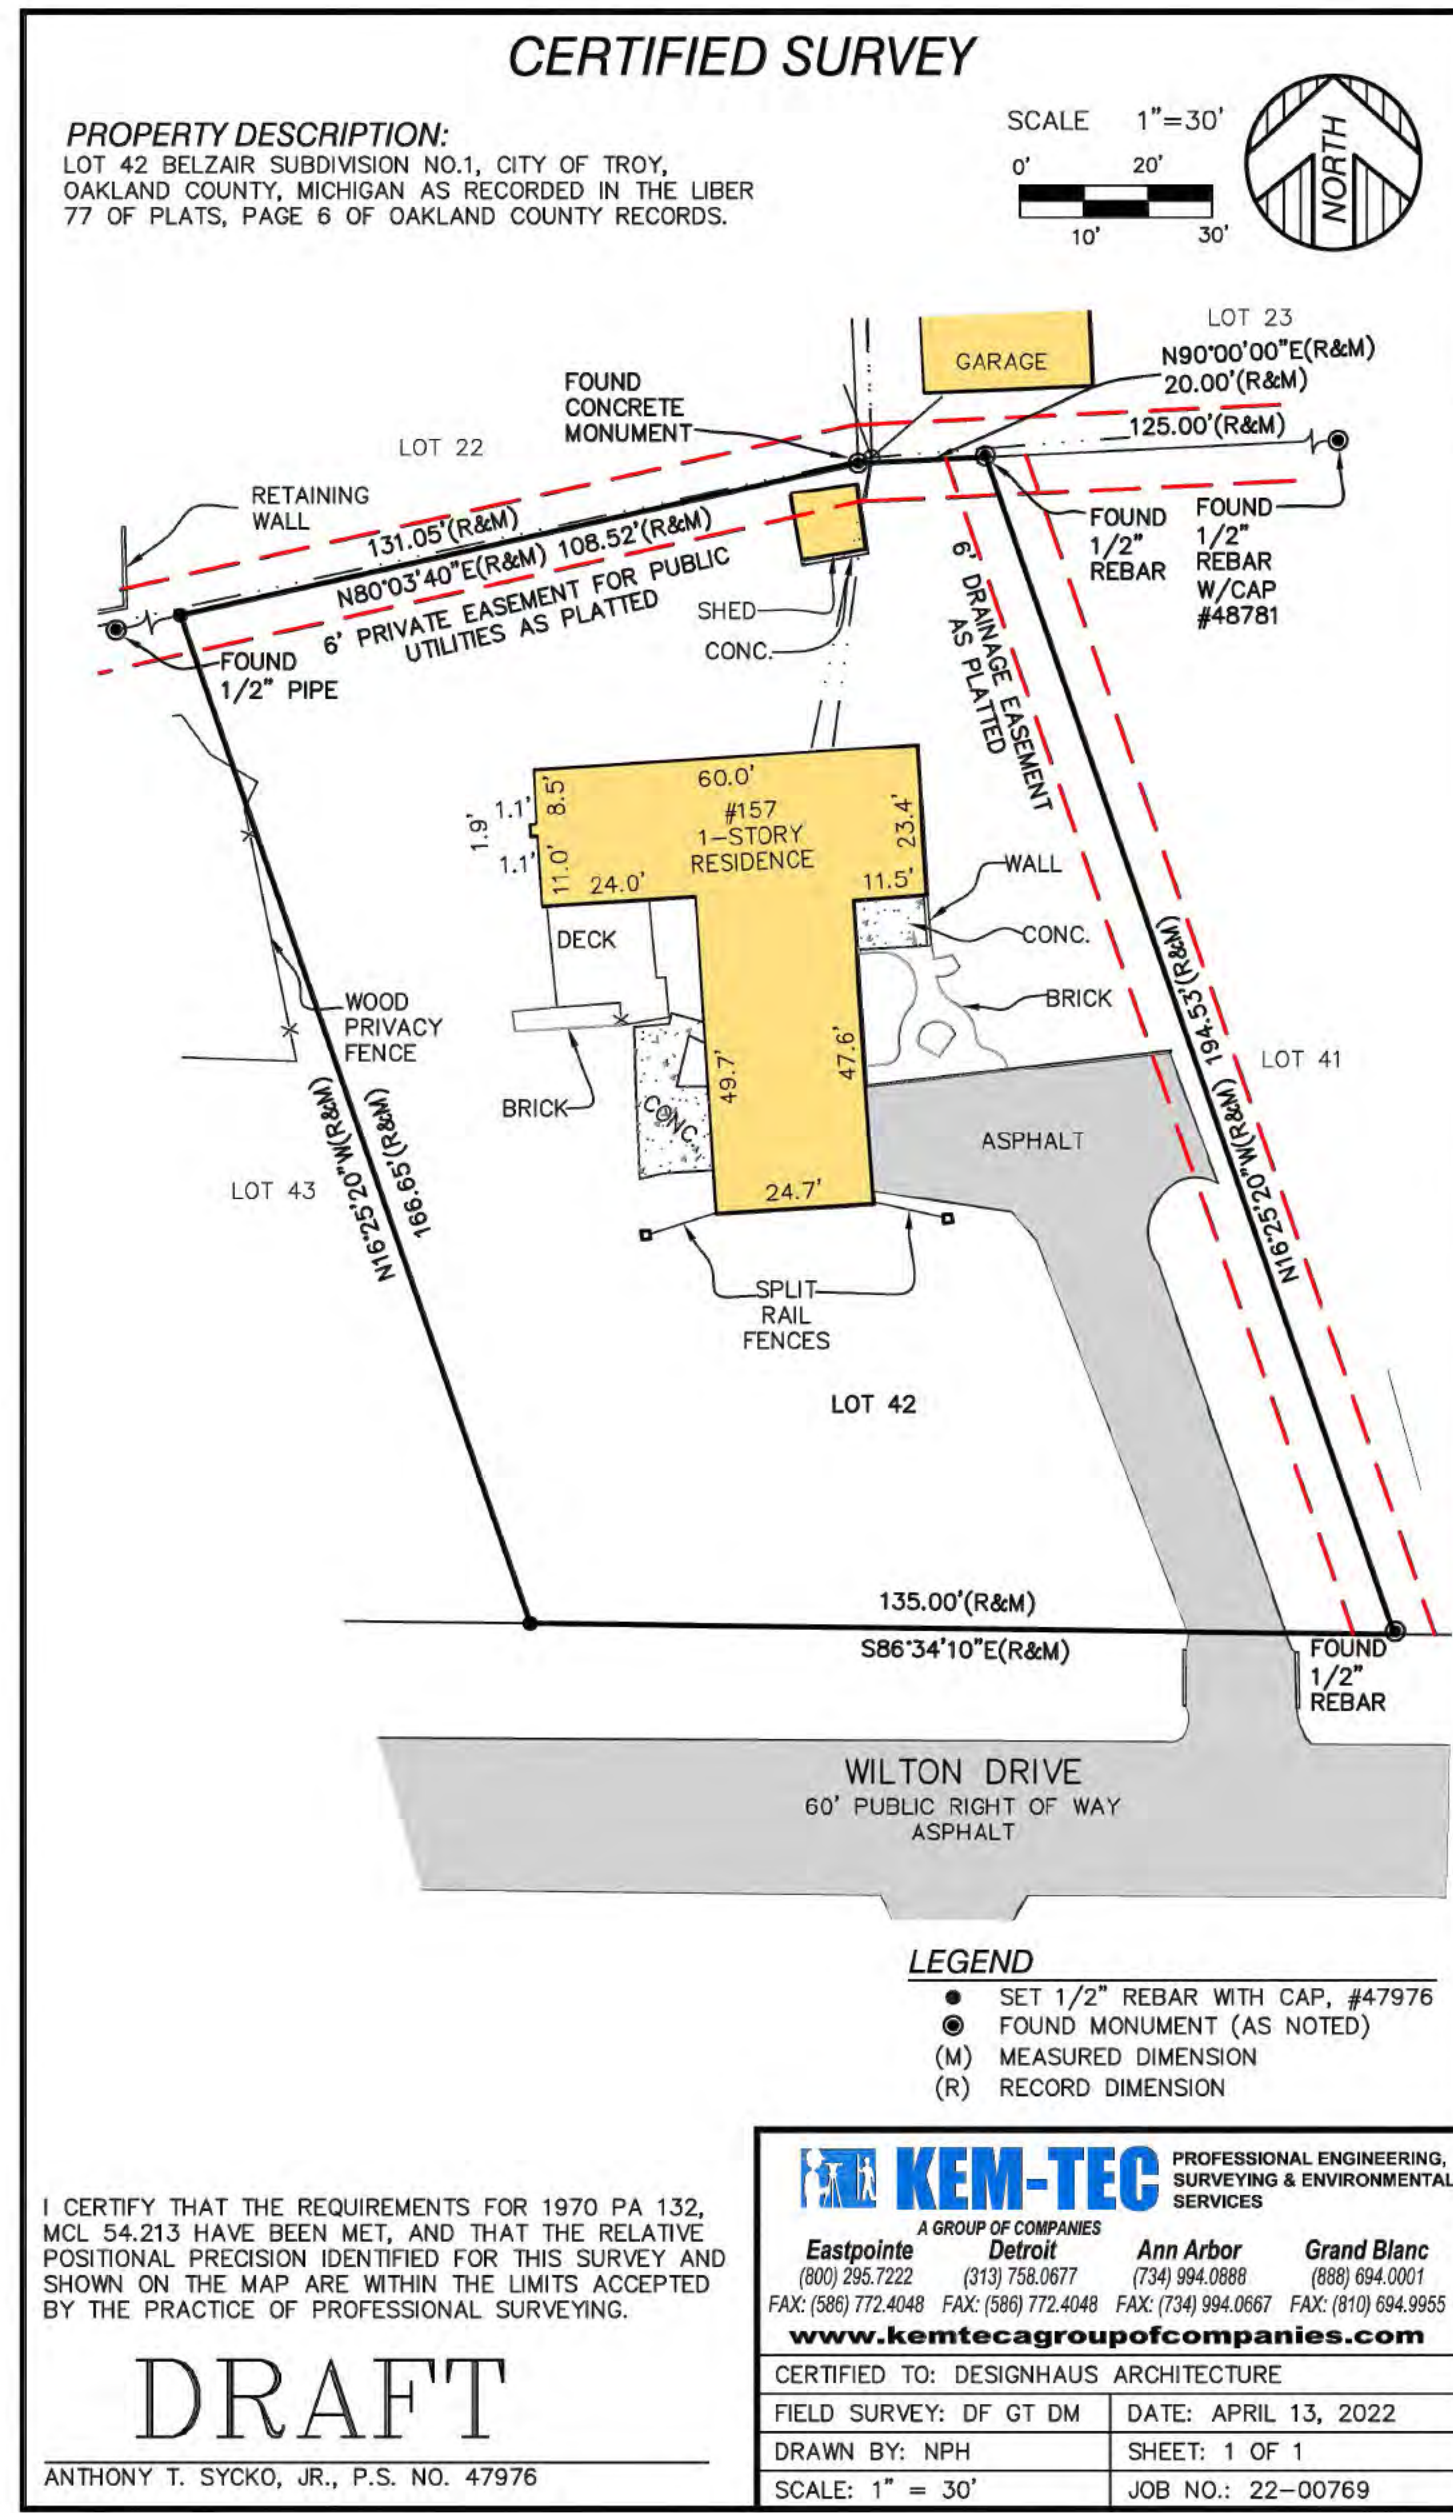 CERTIFIED SURVEY
PROPERTY DESCRIPTION:
LOT 42 BELZAIR SUBDIVISION NO.1, CITY OF TROY,
OAKLAND COUNTY, MICHIGAN AS RECORDED IN THE LIBER
77 OF PLATS, PAGE 6 OF OAKLAND COUNTY RECORDS.
SCALE 1"=30'
0' 20'
10' 30'
NORTH
LOT 23
N90°00'00"E(R&M)
20.00'(R&M)
125.00'(R&M)
GARAGE
FOUND
CONCRETE
MONUMENT
LOT 22
RETAINING
WALL
131.05'(R&M)
N80°03'40"E(R&M) 108.52'(R&M)
6' PRIVATE EASEMENT FOR PUBLIC
UTILITIES AS PLATTED
FOUND
1/2" PIPE
SHED
CONC.
6' DRAINAGE EASEMENT
AS PLATTED
FOUND
1/2"
REBAR
FOUND
1/2"
REBAR
W/CAP
#48781
60.0'
#157
1-STORY
RESIDENCE
8.5'
1.1'
1.9'
1.1'
11.0'
24.0'
23.4'
11.5'
WALL
CONC.
DECK
BRICK
WOOD
PRIVACY
FENCE
BRICK
CONC.
49.7'
47.6'
24.7'
ASPHALT
N16°25'20"W(R&M) 194.53'(R&M)
LOT 41
N16°25'20"W(R&M)
166.65'(R&M)
LOT 43
SPLIT
RAIL
FENCES
LOT 42
135.00'(R&M)
S86°34'10"E(R&M)
FOUND
1/2"
REBAR
WILTON DRIVE
60' PUBLIC RIGHT OF WAY
ASPHALT
LEGEND
SET 1/2" REBAR WITH CAP, #47976
FOUND MONUMENT (AS NOTED)
(M) MEASURED DIMENSION
(R) RECORD DIMENSION
I CERTIFY THAT THE REQUIREMENTS FOR 1970 PA 132,
MCL 54.213 HAVE BEEN MET, AND THAT THE RELATIVE
POSITIONAL PRECISION IDENTIFIED FOR THIS SURVEY AND
SHOWN ON THE MAP ARE WITHIN THE LIMITS ACCEPTED
BY THE PRACTICE OF PROFESSIONAL SURVEYING.
DRAFT
ANTHONY T. SYCKO, JR., P.S. NO. 47976
KEM-TEC
A GROUP OF COMPANIES
PROFESSIONAL ENGINEERING,
SURVEYING & ENVIRONMENTAL
SERVICES
Eastpointe Detroit Ann Arbor Grand Blanc
(800) 295.7222 (313) 758.0677 (734) 994.0888 (888) 694.0001
FAX: (586) 772.4048 FAX: (586) 772.4048 FAX: (734) 994.0667 FAX: (810) 694.9955
www.kemtecagroupofcompanies.com
CERTIFIED TO: DESIGNHAUS ARCHITECTURE
FIELD SURVEY: DF GT DM DATE: APRIL 13, 2022
DRAWN BY: NPH SHEET: 1 OF 1
SCALE: 1" = 30' JOB NO.: 22-00769